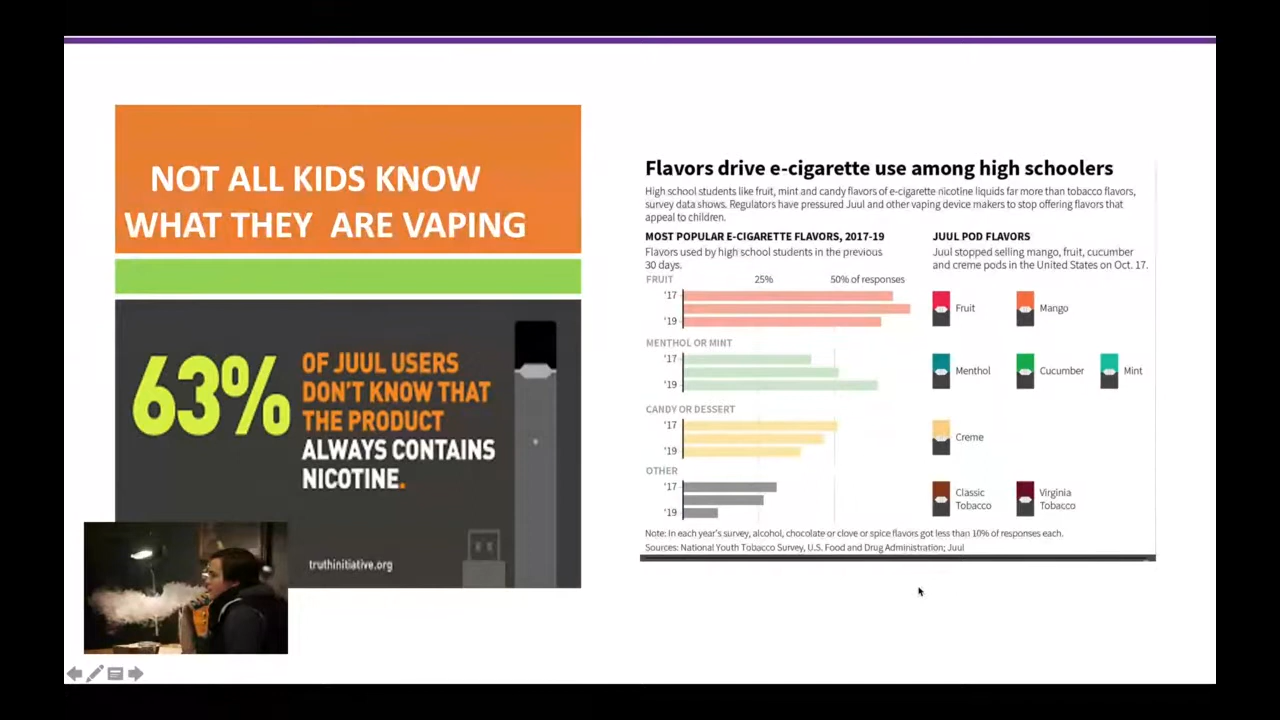 NOT ALL KIDS KNOW
WHAT THEY ARE VAPING
63%
OF JUUL USERS
DON'T KNOW THAT
THE PRODUCT
ALWAYS CONTAINS
NICOTINE.
truthinitiative.org
Flavors drive e-cigarette use among high schoolers
High school students like fruit, mint and candy flavors of e-cigarette nicotine liquids far more than tobacco flavors,
survey data shows. Regulators have pressured Juul and other vaping device makers to stop offering flavors that
appeal to children.
MOST POPULAR E-CIGARETTE FLAVORS, 2017-19
Flavors used by high school students in the previous
30 days.
FRUIT 25% 50% of responses
'17
'19
MENTHOL OR MINT
'17
'19
CANDY OR DESSERT
'17
'19
OTHER
'17
'19
JUUL POD FLAVORS
Juul stopped selling mango, fruit, cucumber
and creme pods in the United States on Oct. 17.
Fruit Mango
Menthol Cucumber Mint
Creme
Classic Virginia
Tobacco Tobacco
Note: In each year's survey, alcohol, chocolate or clove or spice flavors got less than 10% of responses each.
Sources: National Youth Tobacco Survey, U.S. Food and Drug Administration; Juul